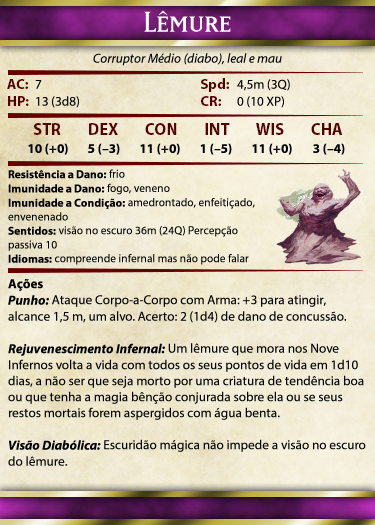 LÊMURE
Corruptor Médio (diabo), leal e mau
AC: 7 Spd: 4,5m (3Q)
HP: 13 (3d8) CR: 0 (10 XP)
STR DEX CON INT WIS CHA
10 (+0) 5 (–3) 11 (+0) 1 (–5) 11 (+0) 3 (–4)
Resistência a Dano: frio
Imunidade a Dano: fogo, veneno
Imunidade a Condição: amedrontado, enfeitiçado,
envenenado
Sentidos: visão no escuro 36m (24Q) Percepção
passiva 10
Idiomas: compreende infernal mas não pode falar
Ações
Punho: Ataque Corpo-a-Corpo com Arma: +3 para atingir,
alcance 1,5 m, um alvo. Acerto: 2 (1d4) de dano de concussão.
Rejuvenescimento Infernal: Um lêmure que mora nos Nove
Infernos volta a vida com todos os seus pontos de vida em 1d10
dias, a não ser que seja morto por uma criatura de tendência boa
ou que tenha a magia bênção conjurada sobre ela ou se seus
restos mortais forem aspergidos com água benta.
Visão Diabólica: Escuridão mágica não impede a visão no escuro
do lêmure.